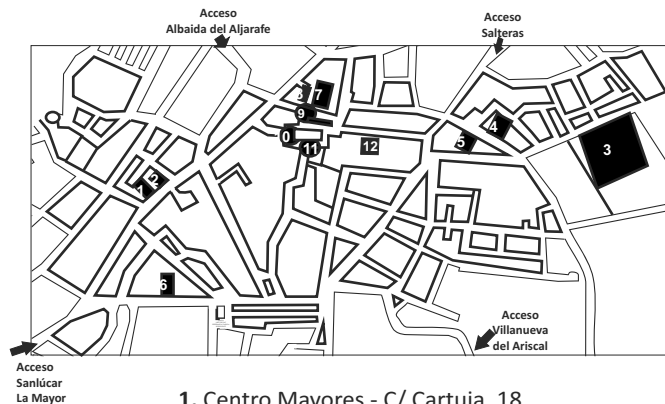 Acceso
Albaida del Aljarafe
Acceso
Salteras
8 7
9
4
5
3
0
11
12
2
1
6
Acceso
Villanueva
del Ariscal
Acceso
Sanlúcar
La Mayor
1. Centro Mayores - C/ Cartuja, 18